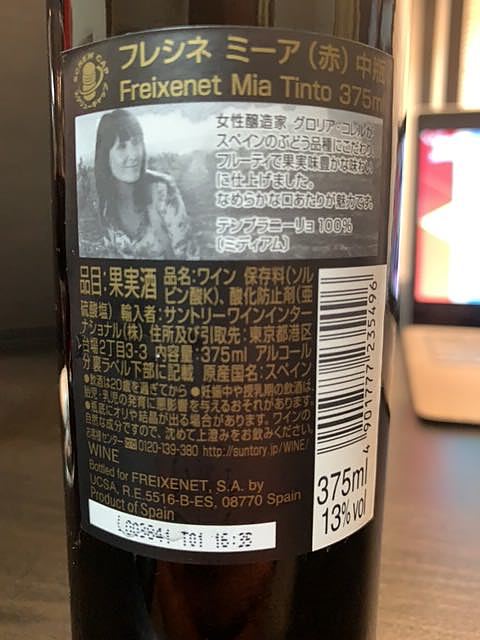 SCREW CAP
フレシネ ミーア (赤) 中瓶
Freixenet Mia Tinto 375m
女性醸造家 グロリア・コレルが
スペインのぶどう品種にこだわり、
フルーティで果実味豊かな味わい
に仕上げました。
なめらかな口あたりが魅力です。
テンプラニーリョ100%
〔ミディアム〕
品目:果実酒 品名:ワイン 保存料(ソル
ビン酸K)、酸化防止剤(亜
硫酸塩) 輸入者:サントリーワインインター
ナショナル(株) 住所及び引取先:東京都港区
台場2丁目3-3 内容量:375ml アルコール
分 裏ラベル下部に記載 原産国名:スペイン
●飲酒は20歳を過ぎてから ●妊娠中や授乳期の飲酒は、
胎児・乳児の発育に悪影響を与えるおそれがあります。
●瓶底にオリや結晶が出る場合があります。ワインの
自然な成分ですので、沈めて上澄みをお飲みください。
お客様センター 0120-139-380 http://suntory.jp/WINE/
WINE
Bottled for FREIXENET, S.A. by
UCSA, R.E.5516-B-ES, 08770 Spain
Product of Spain
L009841 T01 16:35
4 901777 235496
375ml
13% vol